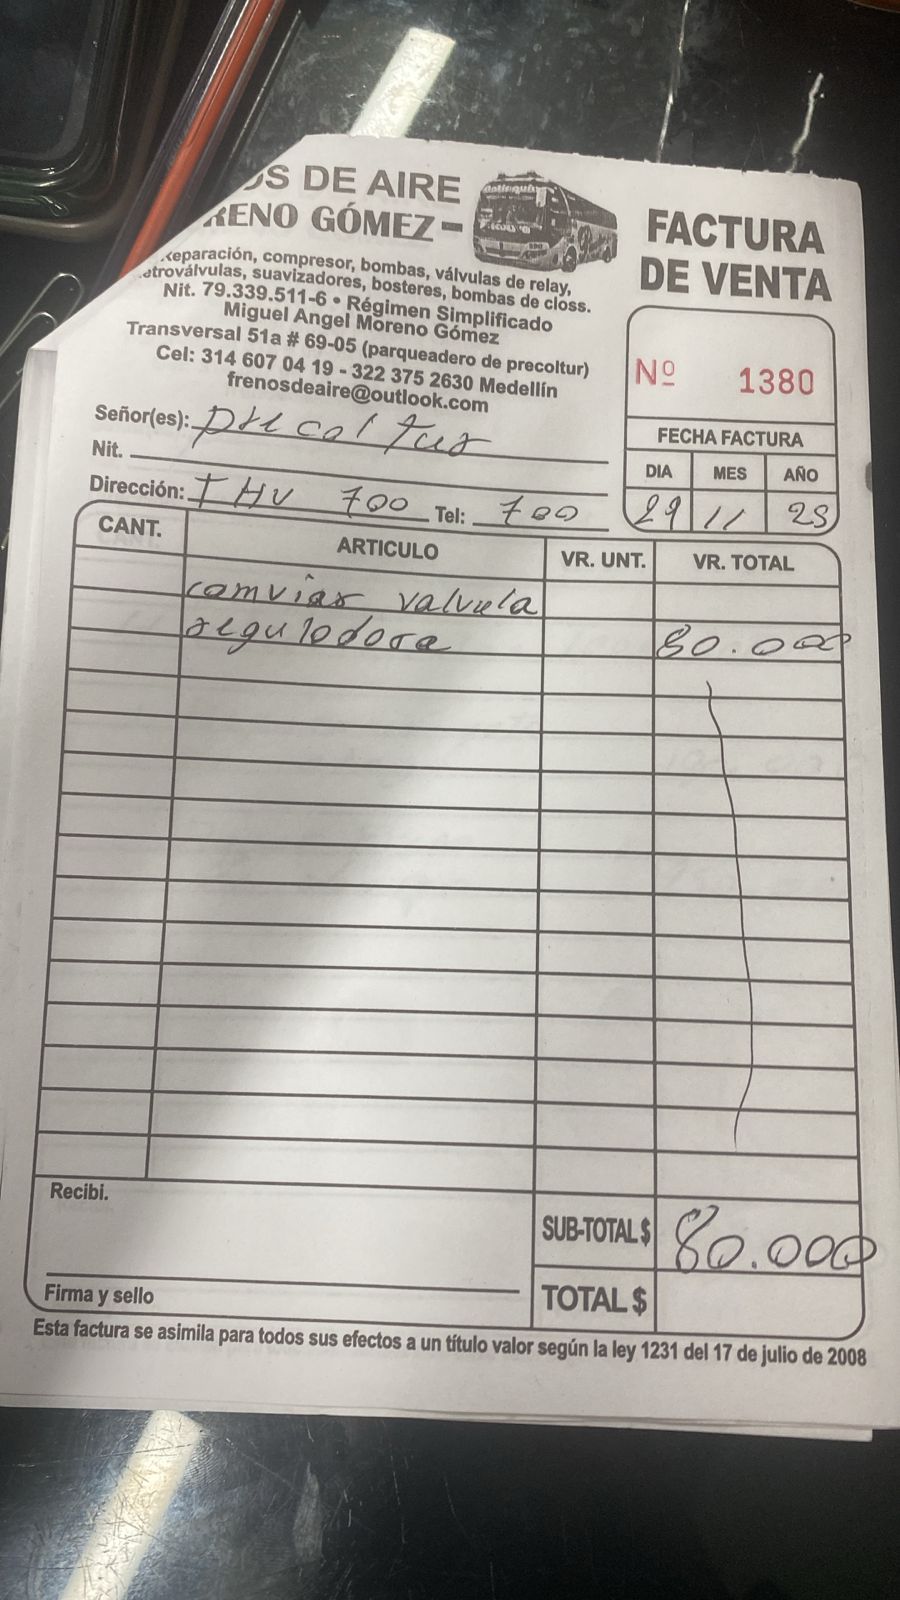 OS DE AIRE
RENO GÓMEZ-
Reparación, compresor, bombas, válvulas de relay,
etroválvulas, suavizadores, bosteres, bombas de closs.
Nit. 79.339.511-6 • Régimen Simplificado
Miguel Angel Moreno Gómez
Transversal 51a # 69-05 (parqueadero de precoltur)
Cel: 314 607 04 19 - 322 375 2630 Medellín
frenosdeaire@outlook.com
FACTURA
DE VENTA
Nº 1380
FECHA FACTURA
DIA MES AÑO
29 11 25
Señor(es): precoltur
Nit.
Dirección: THV 700 Tel: 700
CANT. ARTICULO VR. UNT. VR. TOTAL
camviar valvula
regulodora 80.000
Recibi.
SUB-TOTAL $ 80.000
Firma y sello
TOTAL $
Esta factura se asimila para todos sus efectos a un título valor según la ley 1231 del 17 de julio de 2008